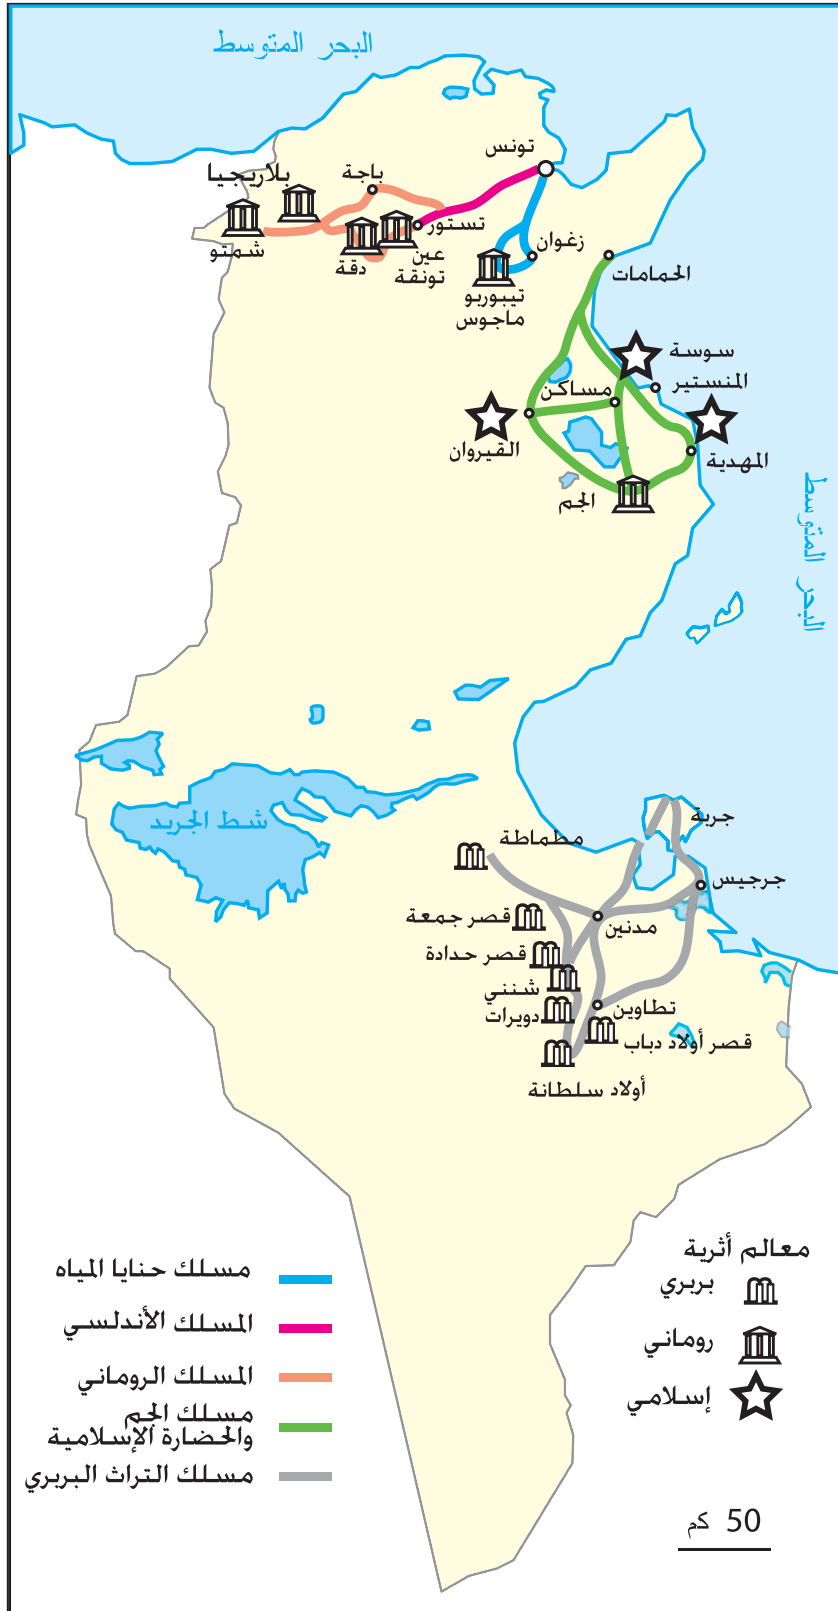 البحر المتوسط
تونس
باجة
بلاريجيا
شمتو
تستور
عين
تونقة
دقة
زغوان
تيبوربو
ماجوس
الحمامات
سوسة
المنستير
مساكن
القيروان
المهدية
الجم
البحر المتوسط
شط الجريد
جربة
مطماطة
جرجيس
قصر جمعة
مدنين
قصر حدادة
شنني
دويرات
تطاوين
قصر أولاد دباب
أولاد سلطانة
معالم أثرية
بربري
روماني
إسلامي
مسلك حنايا المياه
المسلك الأندلسي
المسلك الروماني
مسلك الجم
والحضارة الإسلامية
مسلك التراث البربري
50 كم